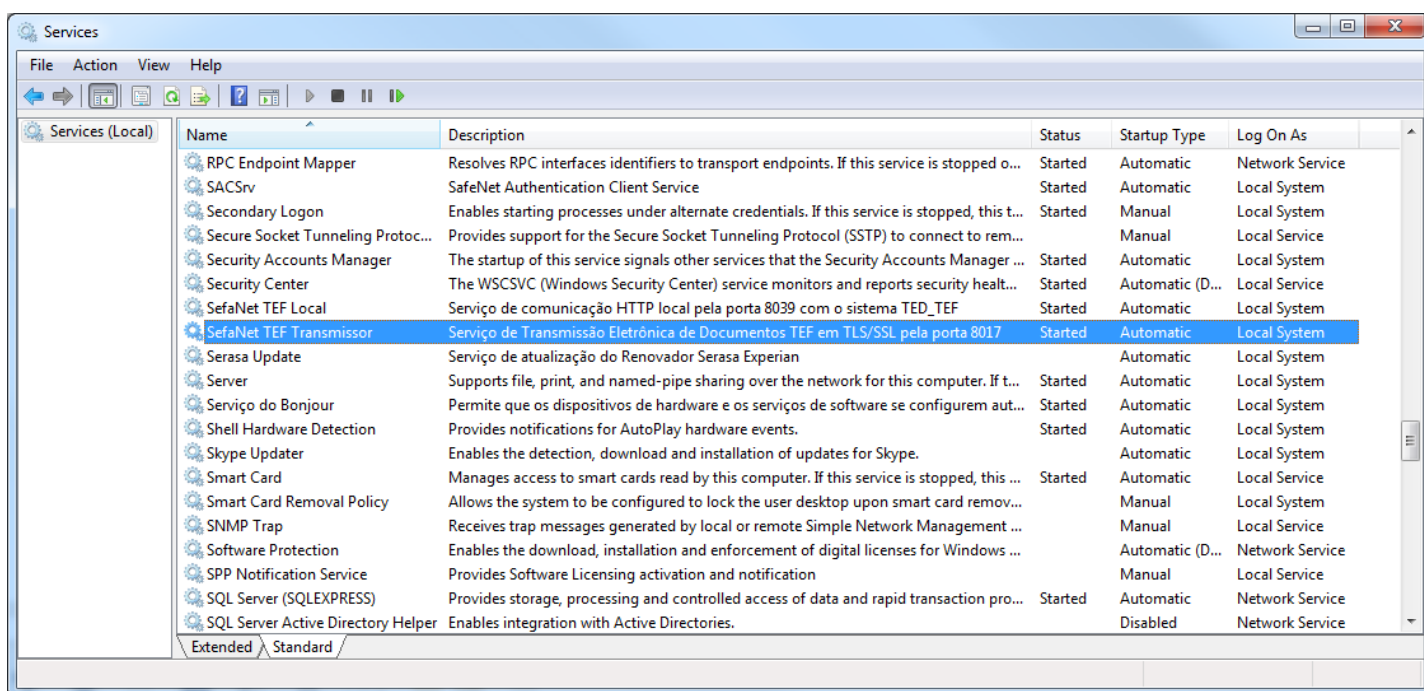 Services
File Action View Help
Services (Local)
Name Description Status Startup Type Log On As
RPC Endpoint Mapper Resolves RPC interfaces identifiers to transport endpoints. If this service is stopped o... Started Automatic Network Service
SACSrv SafeNet Authentication Client Service Started Automatic Local System
Secondary Logon Enables starting processes under alternate credentials. If this service is stopped, this t... Started Manual Local System
Secure Socket Tunneling Protoc... Provides support for the Secure Socket Tunneling Protocol (SSTP) to connect to rem... Manual Local Service
Security Accounts Manager The startup of this service signals other services that the Security Accounts Manager ... Started Automatic Local System
Security Center The WSCSVC (Windows Security Center) service monitors and reports security healt... Started Automatic (D... Local Service
SefaNet TEF Local Serviço de comunicação HTTP local pela porta 8039 com o sistema TED_TEF Started Automatic Local System
SefaNet TEF Transmissor Serviço de Transmissão Eletrônica de Documentos TEF em TLS/SSL pela porta 8017 Started Automatic Local System
Serasa Update Serviço de atualização do Renovador Serasa Experian Automatic Local System
Server Supports file, print, and named-pipe sharing over the network for this computer. If t... Started Automatic Local System
Serviço do Bonjour Permite que os dispositivos de hardware e os serviços de software se configurem aut... Started Automatic Local System
Shell Hardware Detection Provides notifications for AutoPlay hardware events. Started Automatic Local System
Skype Updater Enables the detection, download and installation of updates for Skype. Automatic Local System
Smart Card Manages access to smart cards read by this computer. If this service is stopped, this ... Started Automatic Local Service
Smart Card Removal Policy Allows the system to be configured to lock the user desktop upon smart card remov... Manual Local System
SNMP Trap Receives trap messages generated by local or remote Simple Network Management ... Manual Local Service
Software Protection Enables the download, installation and enforcement of digital licenses for Windows ... Automatic (D... Network Service
SPP Notification Service Provides Software Licensing activation and notification Manual Local Service
SQL Server (SQLEXPRESS) Provides storage, processing and controlled access of data and rapid transaction pro... Started Automatic Network Service
SQL Server Active Directory Helper Enables integration with Active Directories. Disabled Network Service
Extended Standard